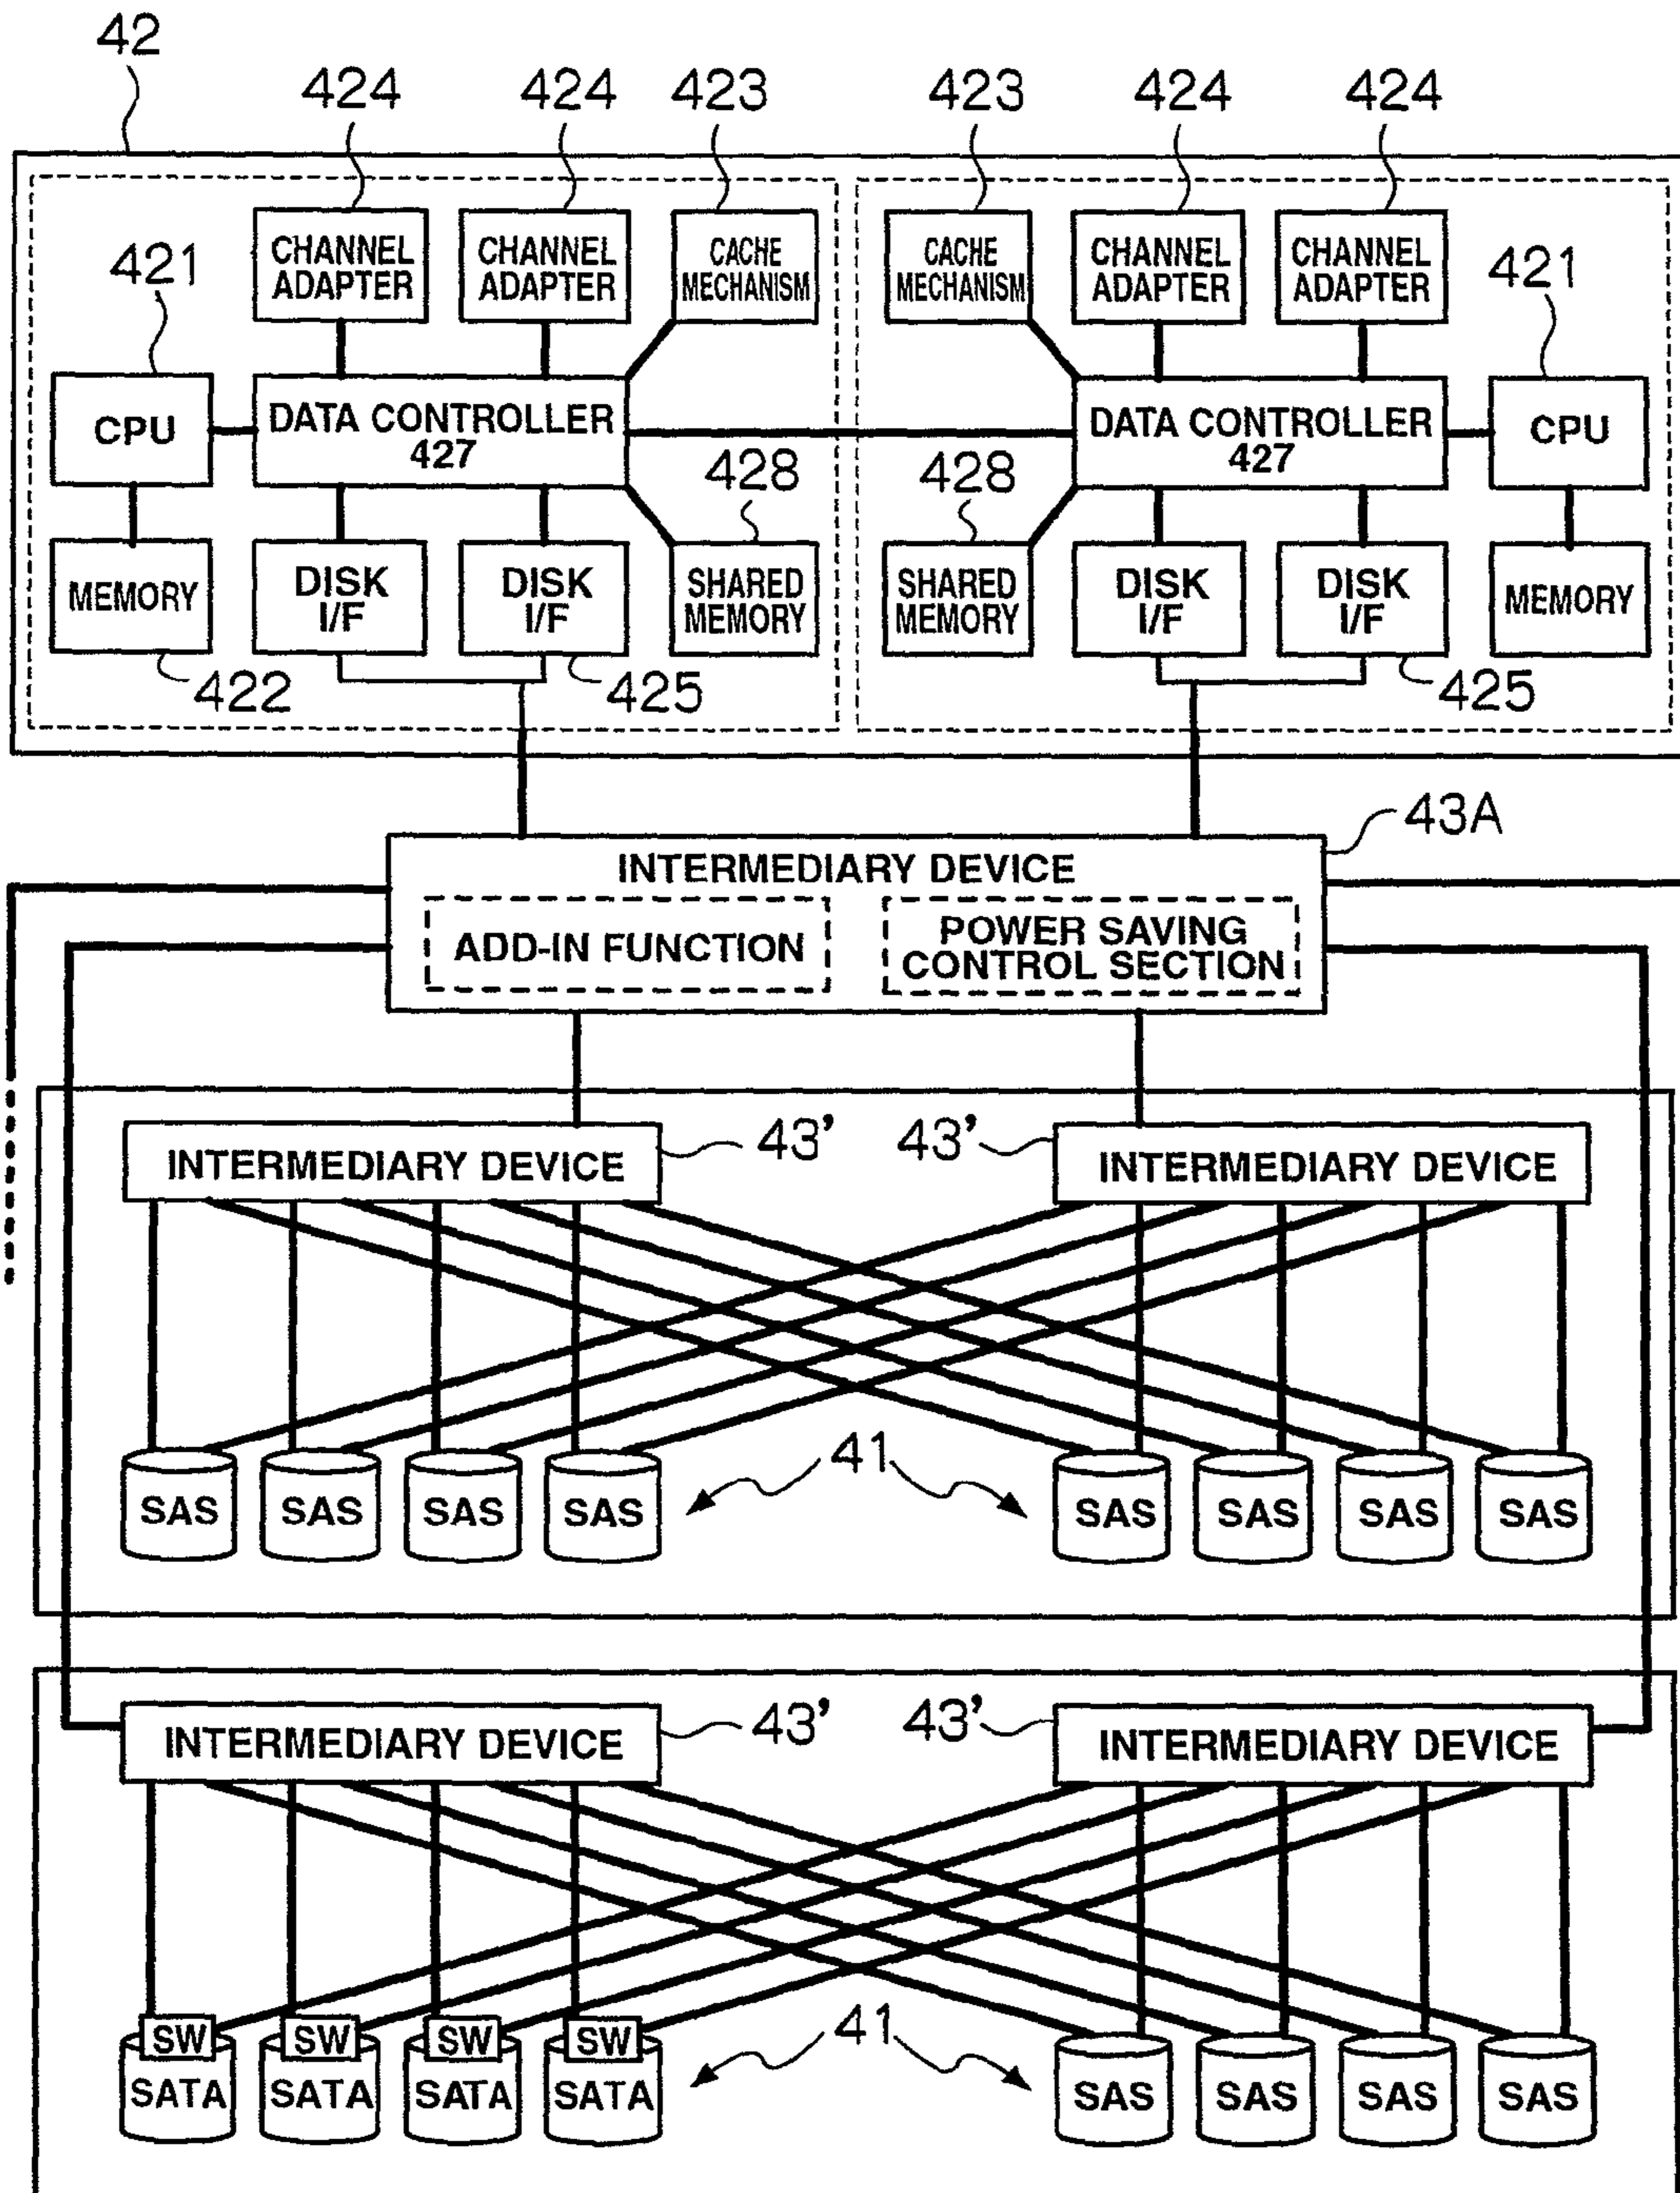 42
424 424 423 423 424 424
CHANNEL
ADAPTER
CHANNEL
ADAPTER
CACHE
MECHANISM
CACHE
MECHANISM
CHANNEL
ADAPTER
CHANNEL
ADAPTER
421
421
CPU
DATA CONTROLLER
427
DATA CONTROLLER
427
CPU
428
428
MEMORY
DISK
I/F
DISK
I/F
SHARED
MEMORY
SHARED
MEMORY
DISK
I/F
DISK
I/F
MEMORY
422
425
425
43A
INTERMEDIARY DEVICE
ADD-IN FUNCTION
POWER SAVING
CONTROL SECTION
43'
43'
INTERMEDIARY DEVICE
INTERMEDIARY DEVICE
41
SAS SAS SAS SAS SAS SAS SAS SAS
43'
43'
INTERMEDIARY DEVICE
INTERMEDIARY DEVICE
41
SW SW SW SW
SATA SATA SATA SATA SAS SAS SAS SAS